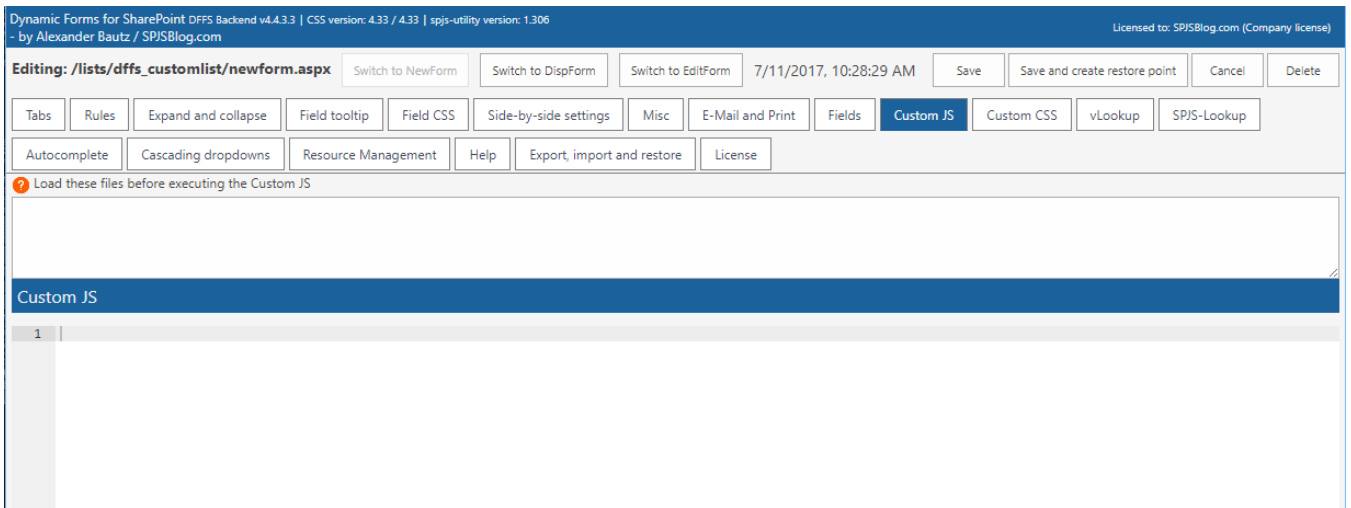 Dynamic Forms for SharePoint DFFS Backend v4.4.3.3 | CSS version: 4.33 / 4.33 | spjs-utility version: 1.306
- by Alexander Bautz / SPJSBlog.com
Licensed to: SPJSBlog.com (Company license)
Editing: /lists/dffs_customlist/newform.aspx Switch to NewForm Switch to DispForm Switch to EditForm 7/11/2017, 10:28:29 AM Save Save and create restore point Cancel Delete
Tabs Rules Expand and collapse Field tooltip Field CSS Side-by-side settings Misc E-Mail and Print Fields Custom JS Custom CSS vLookup SPJS-Lookup
Autocomplete Cascading dropdowns Resource Management Help Export, import and restore License
? Load these files before executing the Custom JS
Custom JS
1